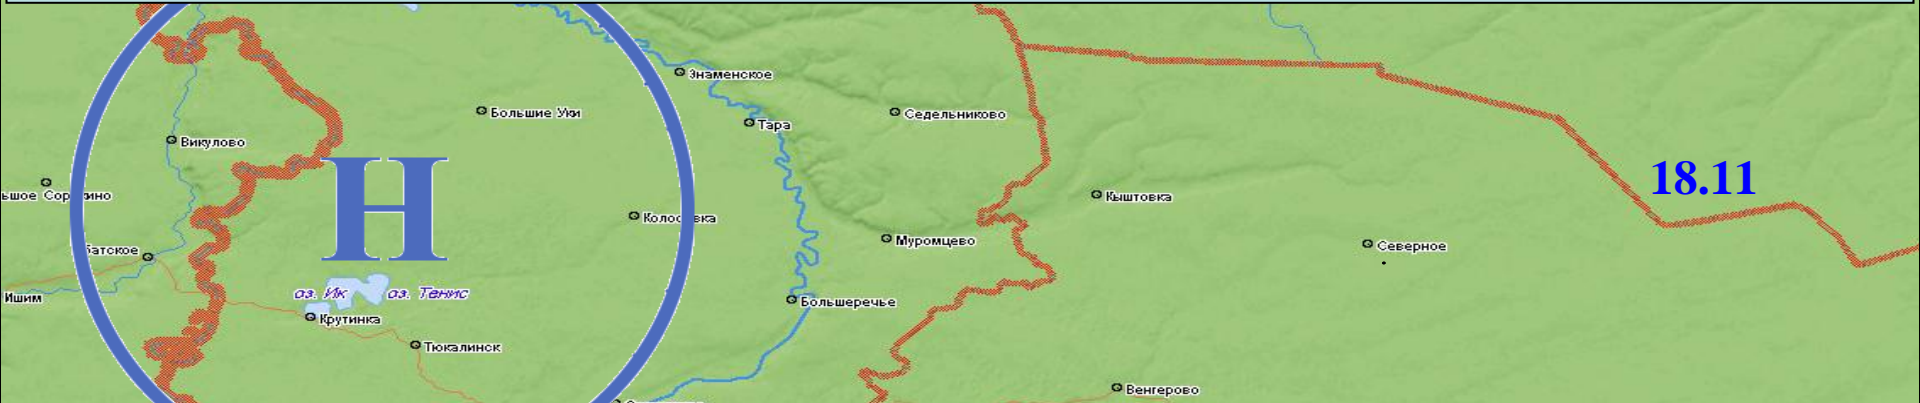 Знаменское
Большие Уки
Седельниково
Тара
Викулово
18.11
Н
Кыштовка
Колосовка
Муромцево
Северное
оз. Ик
оз. Тенис
Ишим
Большеречье
Крутинка
Тюкалинск
Венгерово